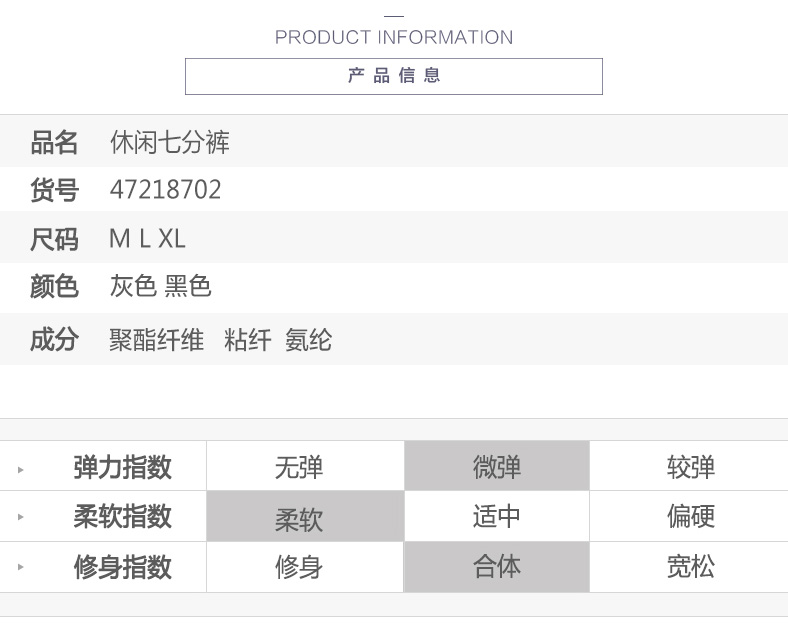 PRODUCT INFORMATION
产品信息
品名 休闲七分裤
货号 47218702
尺码 M L XL
颜色 灰色 黑色
成分 聚酯纤维 粘纤 氨纶
弹力指数 无弹 微弹 较弹
柔软指数 柔软 适中 偏硬
修身指数 修身 合体 宽松